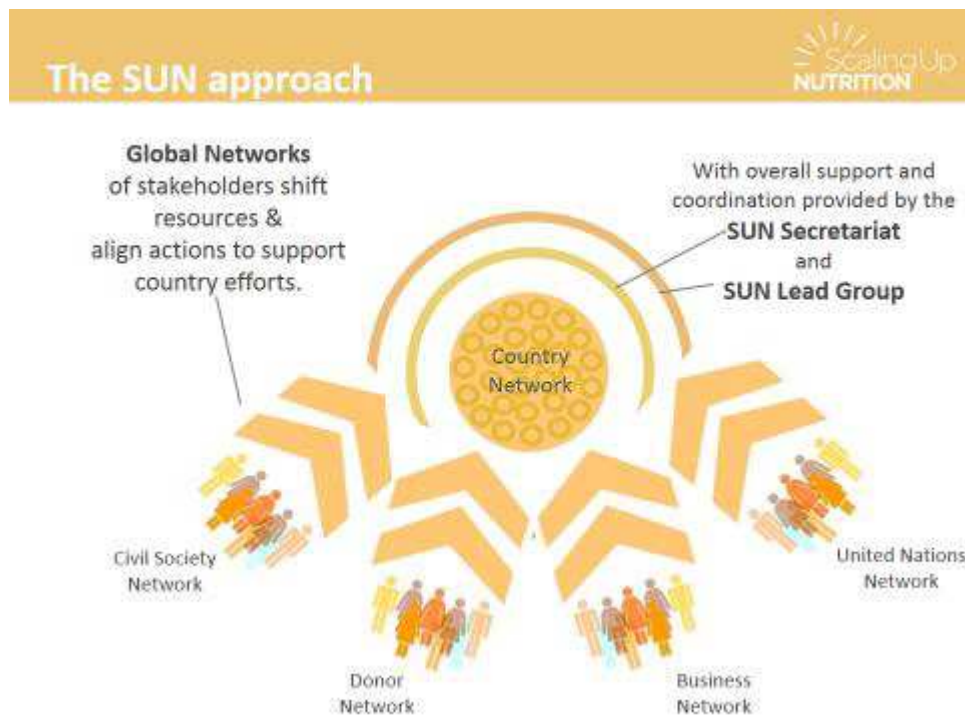 The SUN approach
ScalingUp
NUTRITION
Global Networks
of stakeholders shift
resources &
align actions to support
country efforts.
With overall support and
coordination provided by the
SUN Secretariat
and
SUN Lead Group
Country
Network
Civil Society
Network
United Nations
Network
Donor
Network
Business
Network